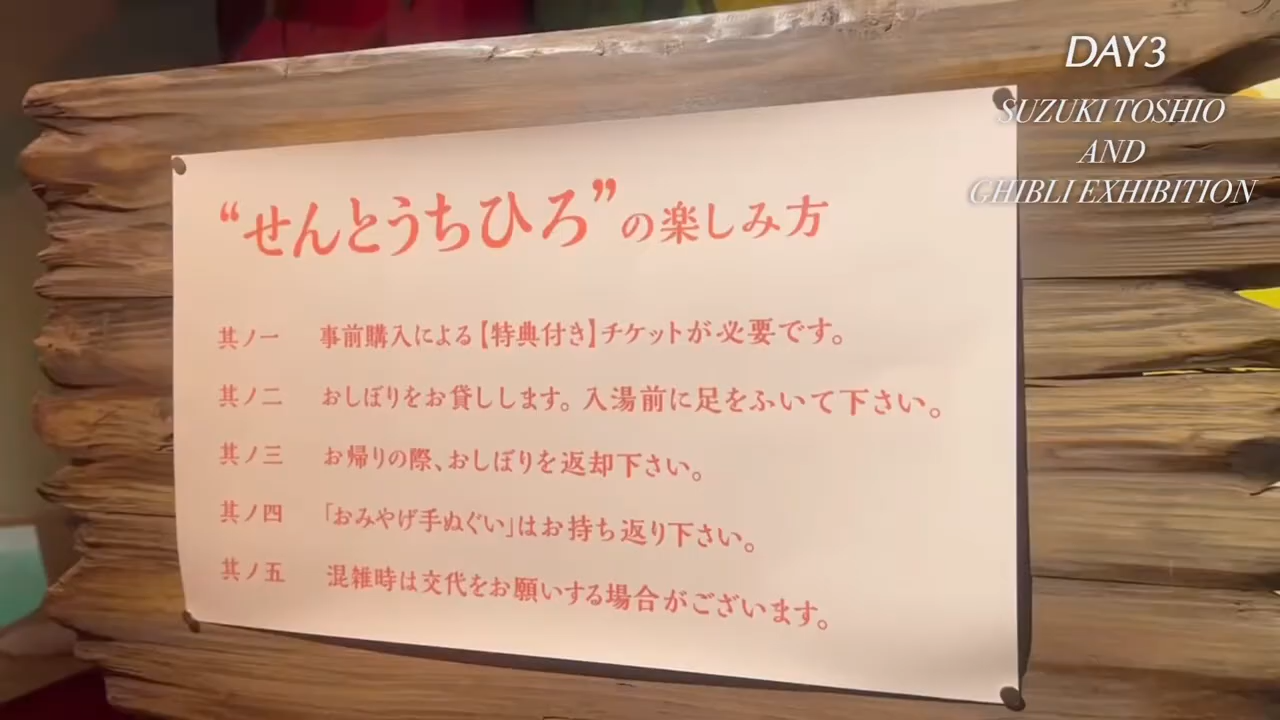 DAY3
SUZUKI TOSHIO
AND
GHIBLI EXHIBITION
“せんとうちひろ”の楽しみ方
其ノ一 事前購入による【特典付き】チケットが必要です。
其ノ二 おしぼりをお貸しします。入湯前に足をふいて下さい。
其ノ三 お帰りの際、おしぼりを返却下さい。
其ノ四 「おみやげ手ぬぐい」はお持ち返り下さい。
其ノ五 混雑時は交代をお願いする場合がございます。